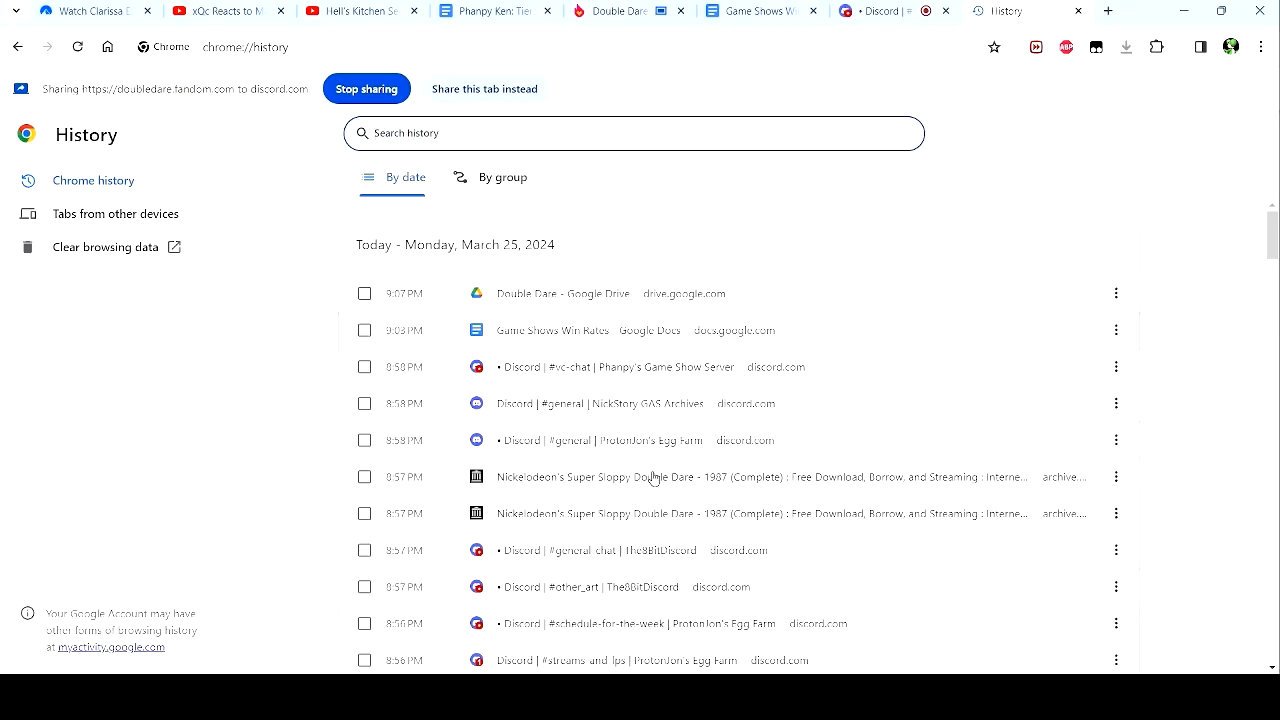 Watch Clarissa E
xQc Reacts to M
Hell's Kitchen Se
Phanpy Ken: Tier
Double Dare
Game Shows Wi
• Discord | #
History
Chrome
chrome://history
ABP
Sharing https://doubledare.fandom.com to discord.com
Stop sharing
Share this tab instead
History
Search history
Chrome history
Tabs from other devices
Clear browsing data
By date
By group
Today - Monday, March 25, 2024
9:07 PM Double Dare - Google Drive drive.google.com
9:03 PM Game Shows Win Rates - Google Docs docs.google.com
8:58 PM • Discord | #vc-chat | Phanpy's Game Show Server discord.com
8:58 PM Discord | #general | NickStory GAS Archives discord.com
8:58 PM • Discord | #general | ProtonJon's Egg Farm discord.com
8:57 PM Nickelodeon's Super Sloppy Double Dare - 1987 (Complete) : Free Download, Borrow, and Streaming : Interne... archive....
8:57 PM Nickelodeon's Super Sloppy Double Dare - 1987 (Complete) : Free Download, Borrow, and Streaming : Interne... archive....
8:57 PM • Discord | #general-chat | The8BitDiscord discord.com
8:57 PM • Discord | #other_art | The8BitDiscord discord.com
8:56 PM • Discord | #schedule-for-the-week | ProtonJon's Egg Farm discord.com
8:56 PM Discord | #streams-and-lps | ProtonJon's Egg Farm discord.com
Your Google Account may have
other forms of browsing history
at myactivity.google.com